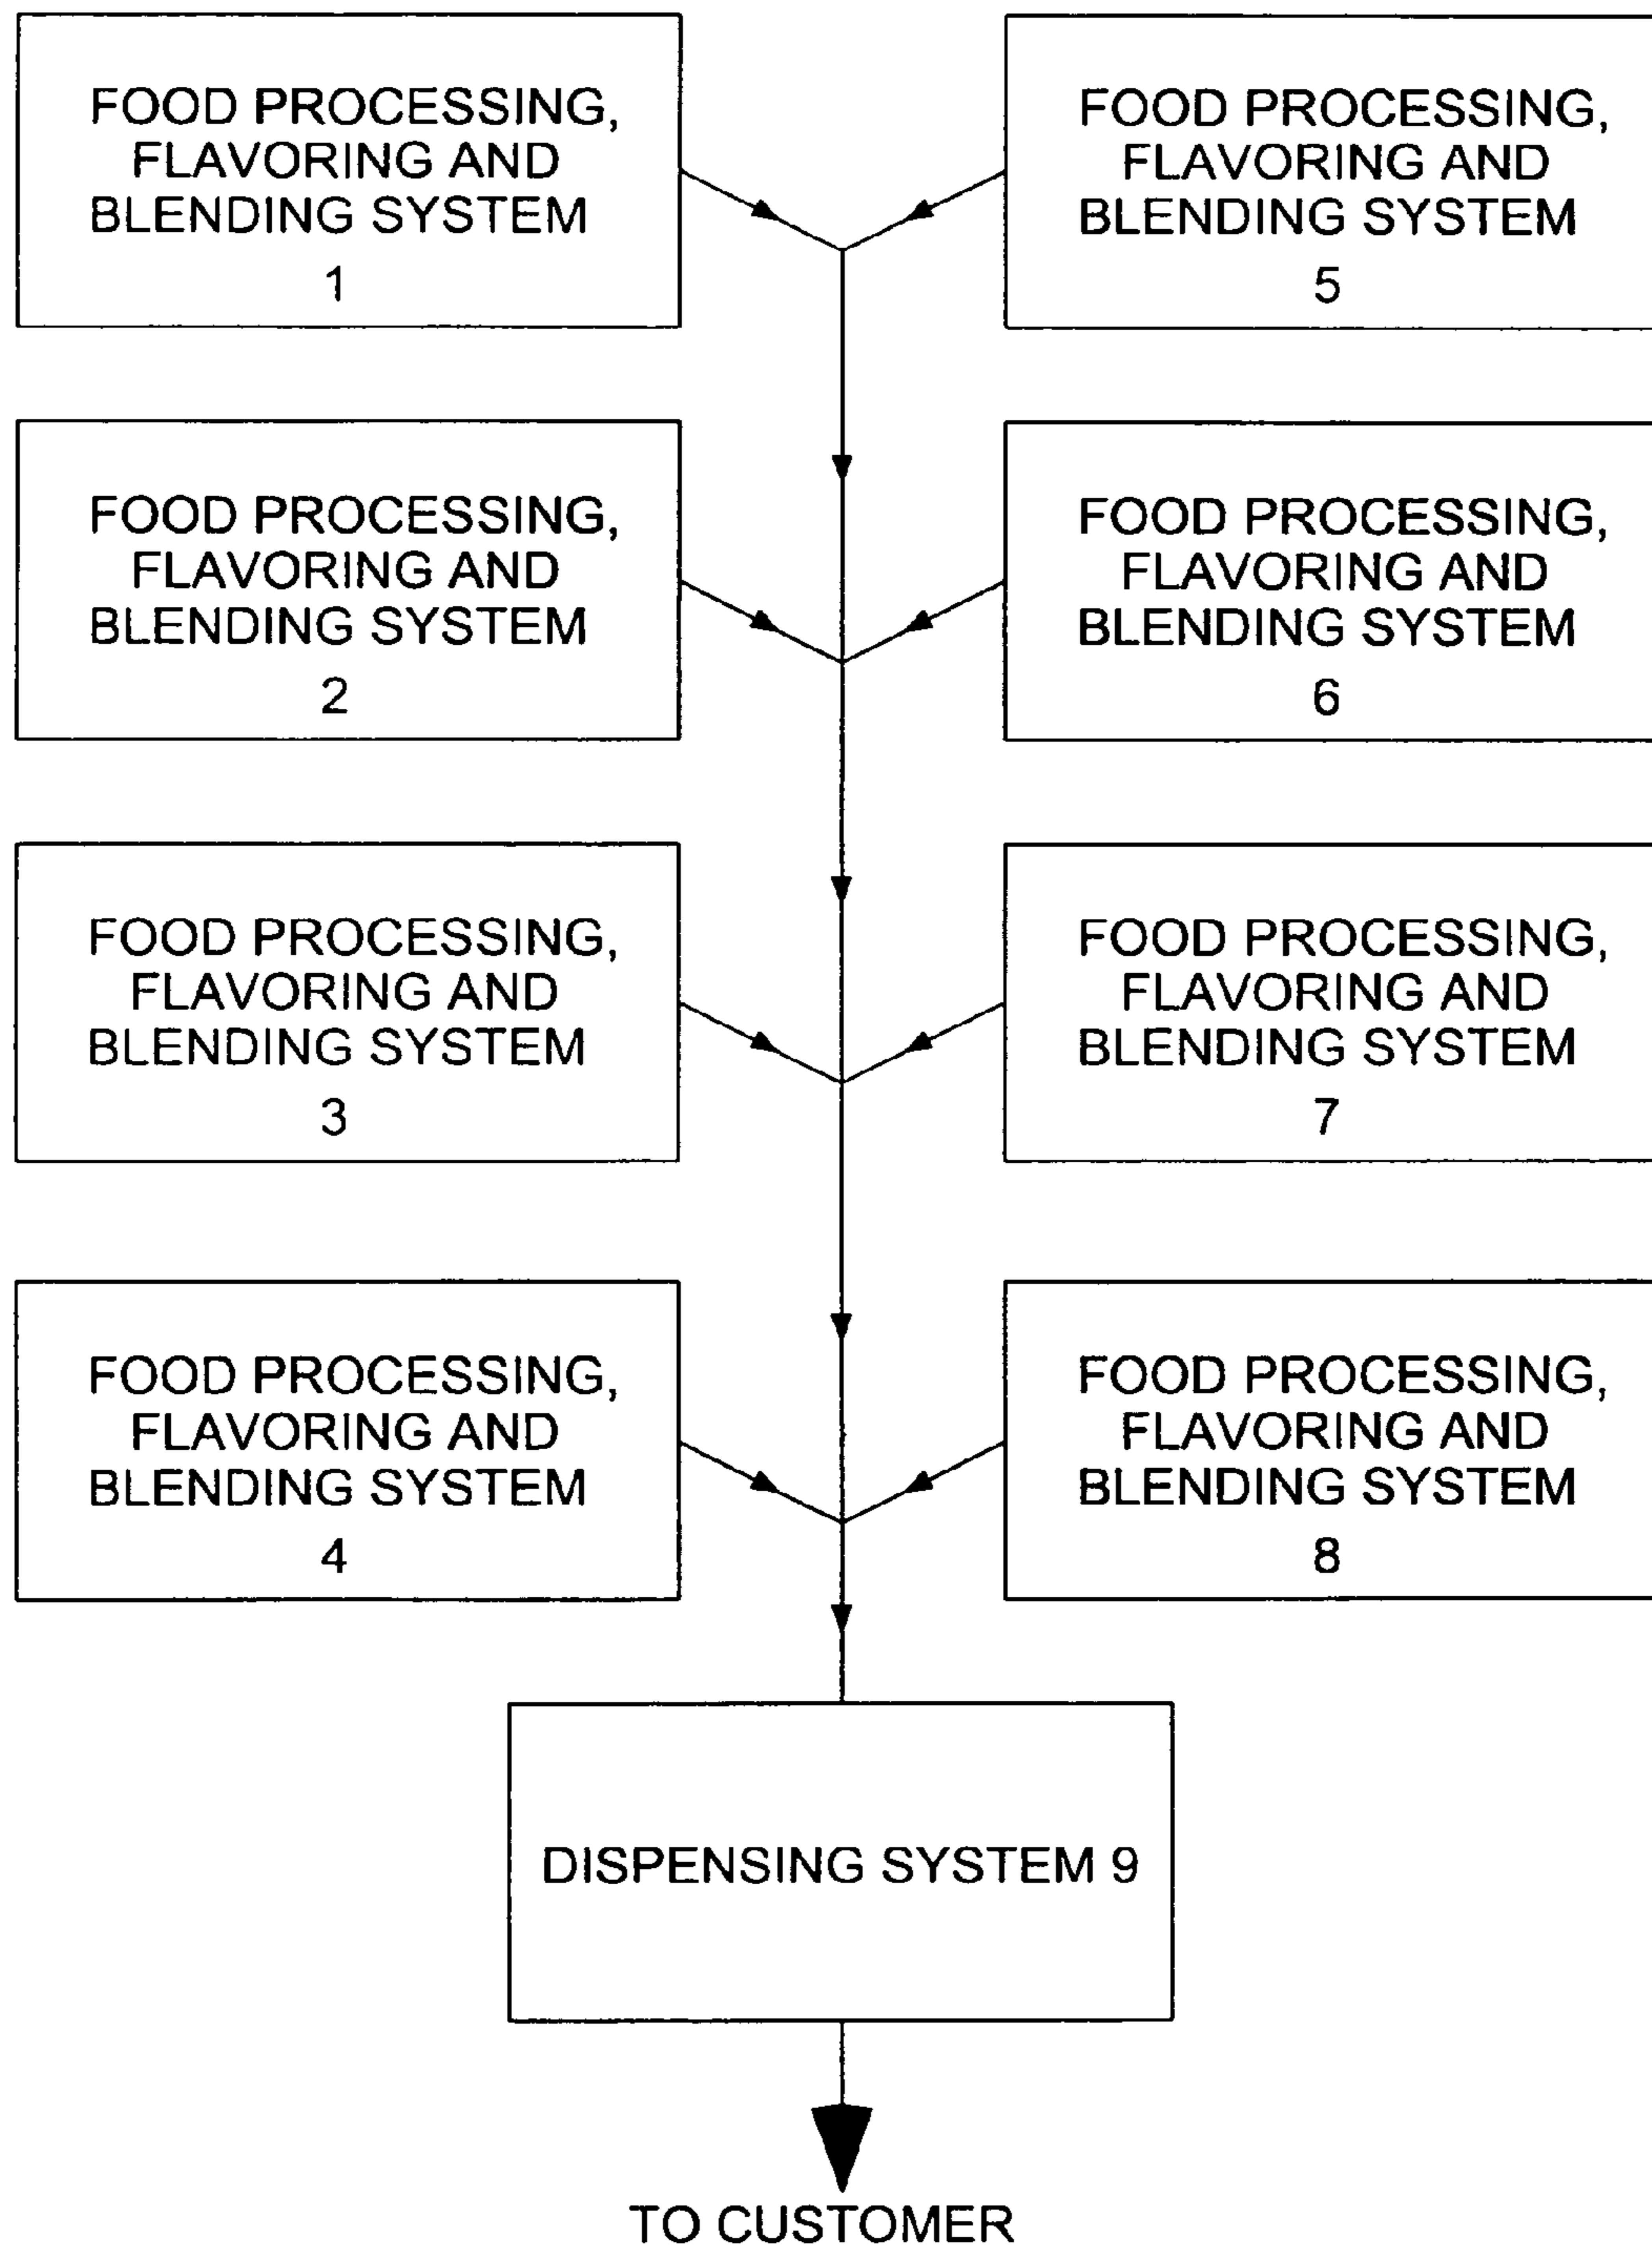 FOOD PROCESSING,
FLAVORING AND
BLENDING SYSTEM
1
FOOD PROCESSING,
FLAVORING AND
BLENDING SYSTEM
5
FOOD PROCESSING,
FLAVORING AND
BLENDING SYSTEM
2
FOOD PROCESSING,
FLAVORING AND
BLENDING SYSTEM
6
FOOD PROCESSING,
FLAVORING AND
BLENDING SYSTEM
3
FOOD PROCESSING,
FLAVORING AND
BLENDING SYSTEM
7
FOOD PROCESSING,
FLAVORING AND
BLENDING SYSTEM
4
FOOD PROCESSING,
FLAVORING AND
BLENDING SYSTEM
8
DISPENSING SYSTEM 9
TO CUSTOMER